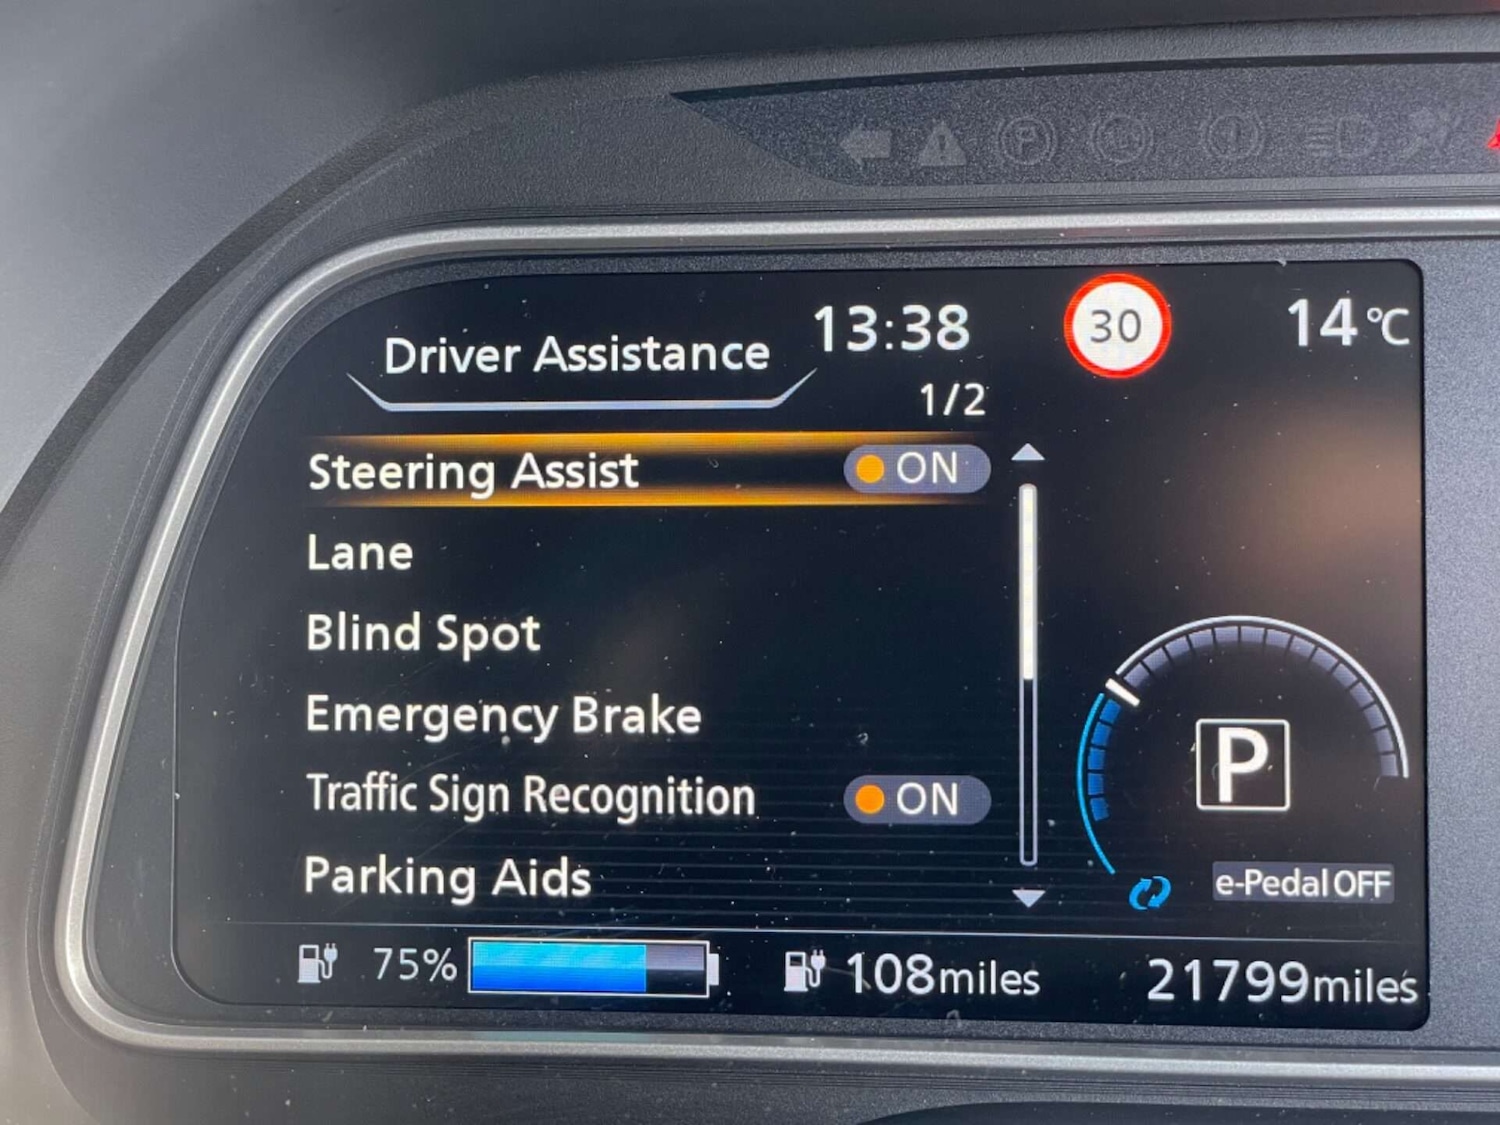 Driver Assistance
13:38
30
14 °C
1/2
Steering Assist ON
Lane
Blind Spot
Emergency Brake
Traffic Sign Recognition ON
Parking Aids
P
e-Pedal OFF
75%
108miles
21799miles